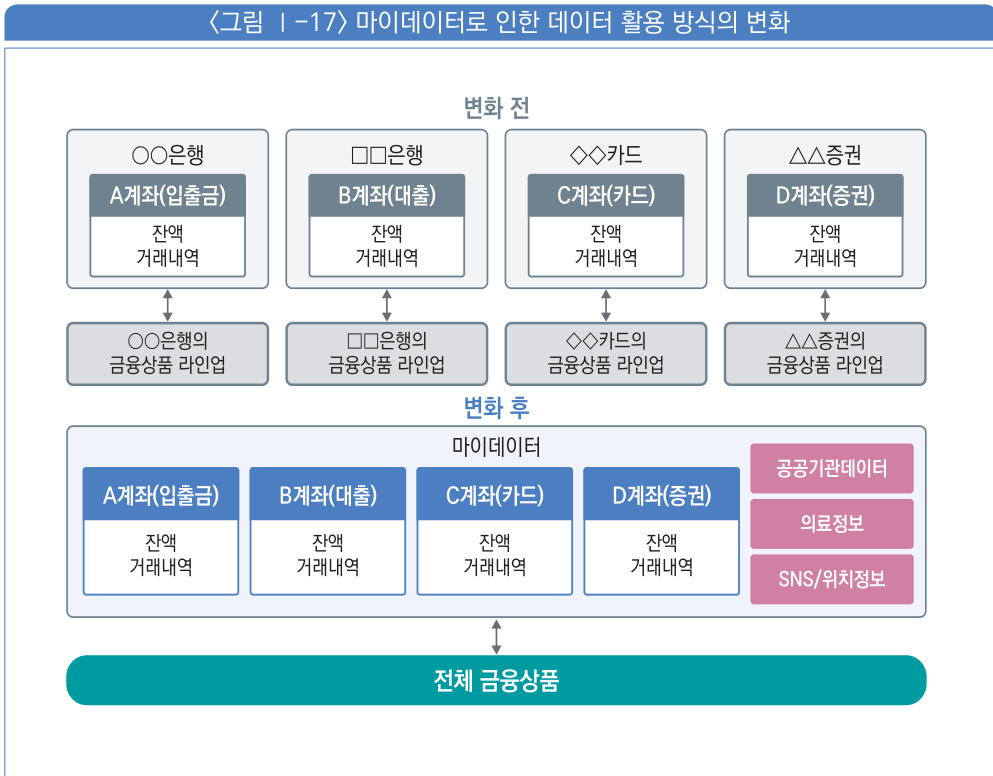 〈그림 Ⅰ-17〉 마이데이터로 인한 데이터 활용 방식의 변화
변화 전
○○은행
A계좌(입출금)
잔액
거래내역
□□은행
B계좌(대출)
잔액
거래내역
◇◇카드
C계좌(카드)
잔액
거래내역
△△증권
D계좌(증권)
잔액
거래내역
○○은행의
금융상품 라인업
□□은행의
금융상품 라인업
◇◇카드의
금융상품 라인업
△△증권의
금융상품 라인업
변화 후
마이데이터
A계좌(입출금)
잔액
거래내역
B계좌(대출)
잔액
거래내역
C계좌(카드)
잔액
거래내역
D계좌(증권)
잔액
거래내역
공공기관데이터
의료정보
SNS/위치정보
전체 금융상품